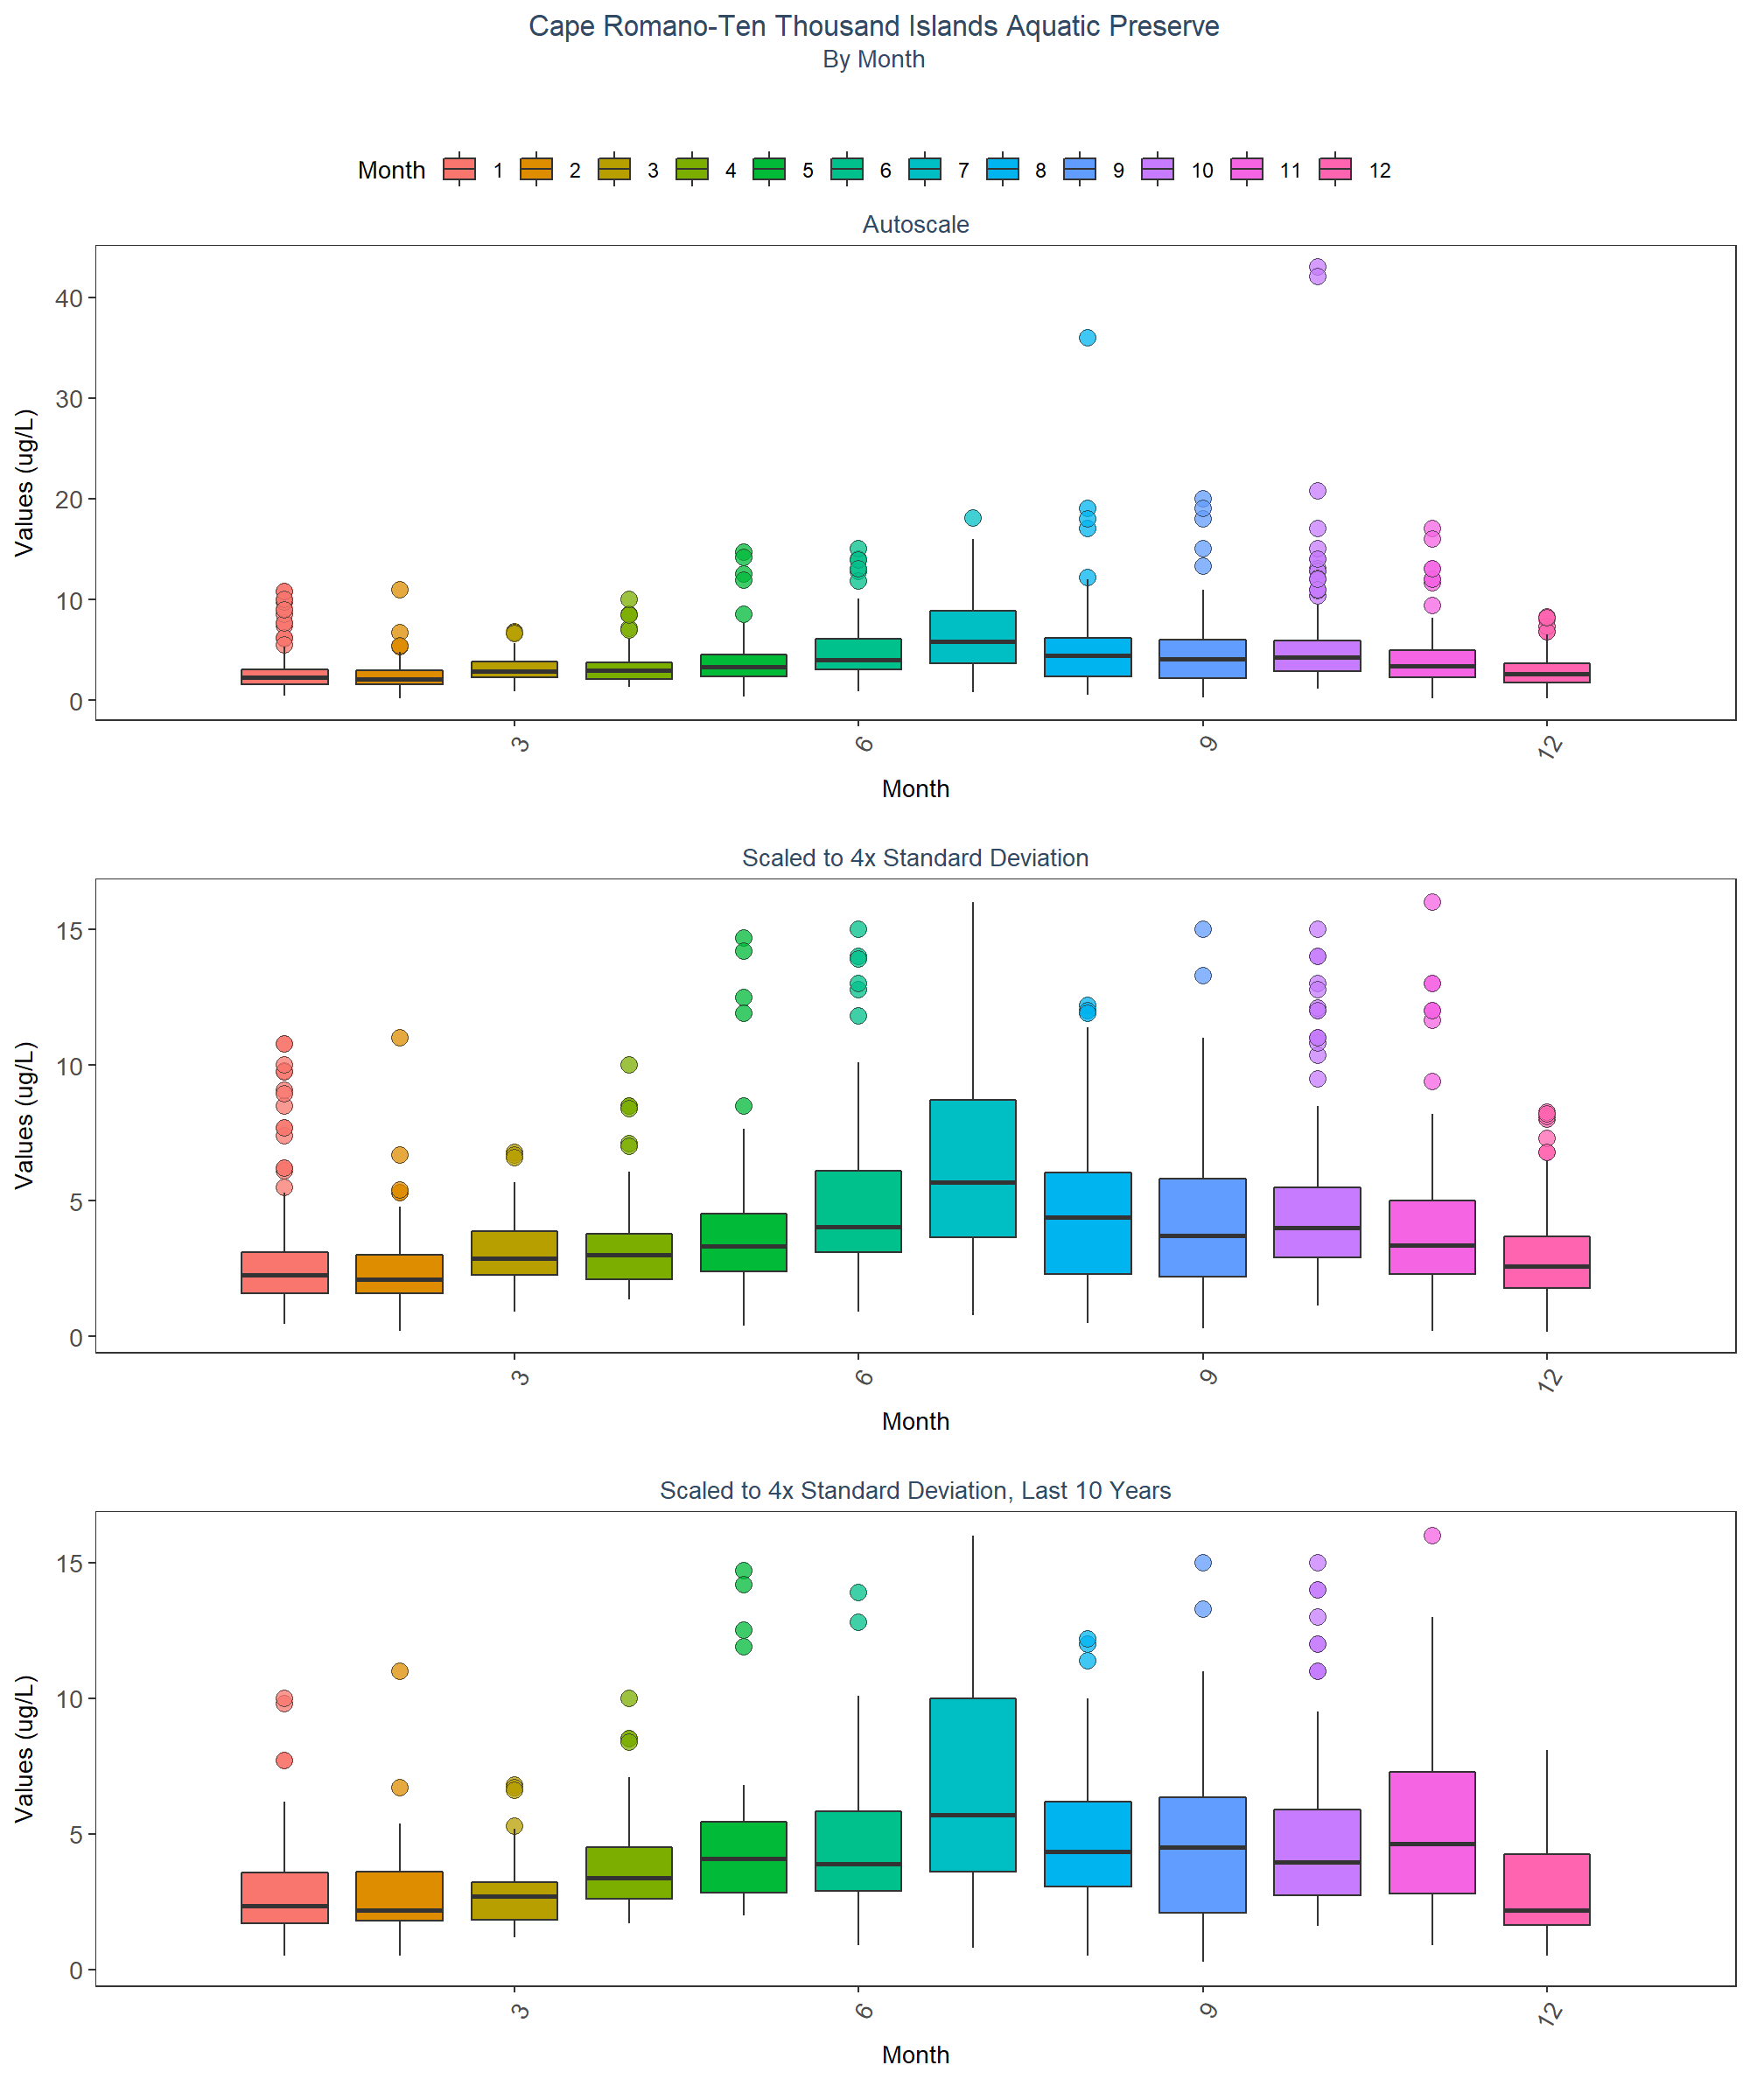 Cape Romano-Ten Thousand Islands Aquatic Preserve
By Month
Month 1 2 3 4 5 6 7 8 9 10 11 12
Autoscale
Values (ug/L)
40
30
20
10
0
3 6 9 12
Month
Scaled to 4x Standard Deviation
Values (ug/L)
15
10
5
0
3 6 9 12
Month
Scaled to 4x Standard Deviation, Last 10 Years
Values (ug/L)
15
10
5
0
3 6 9 12
Month